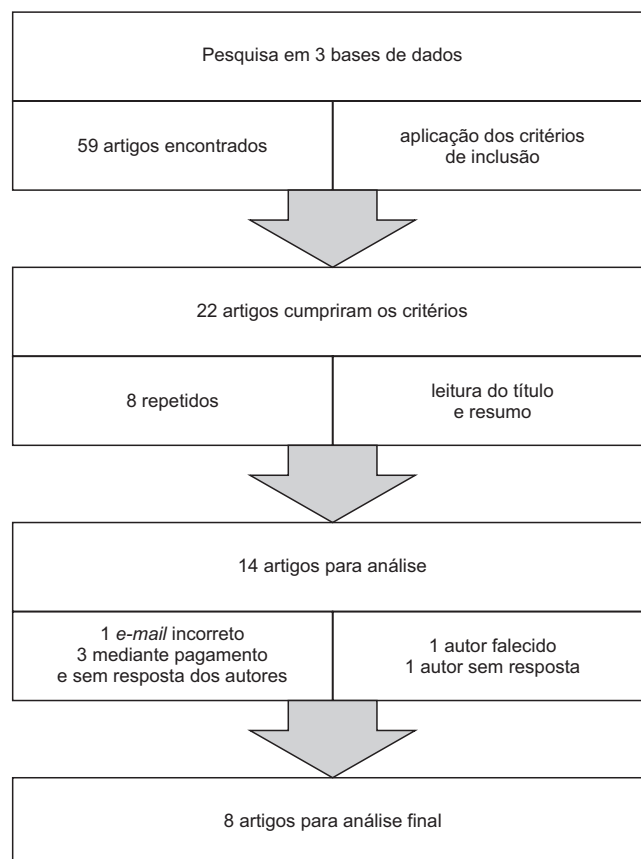 Pesquisa em 3 bases de dados
59 artigos encontrados
aplicação dos critérios
de inclusão
22 artigos cumpriram os critérios
8 repetidos
leitura do título
e resumo
14 artigos para análise
1 e-mail incorreto
3 mediante pagamento
e sem resposta dos autores
1 autor falecido
1 autor sem resposta
8 artigos para análise final